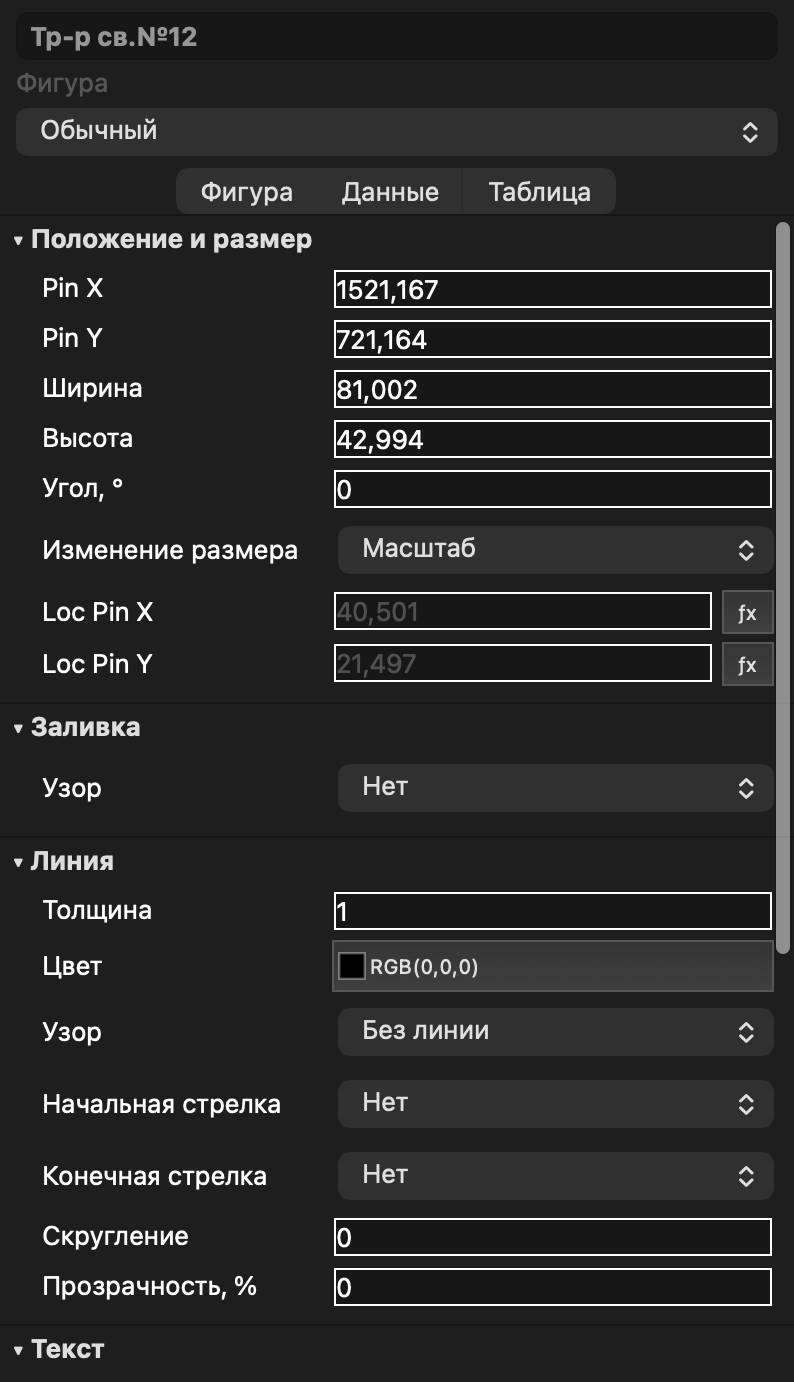 Тр-р св.№12
Фигура
Обычный
Фигура Данные Таблица
Положение и размер
Pin X 1521,167
Pin Y 721,164
Ширина 81,002
Высота 42,994
Угол, ° 0
Изменение размера Масштаб
Loc Pin X 40,501 ƒx
Loc Pin Y 21,497 ƒx
Заливка
Узор Нет
Линия
Толщина 1
Цвет RGB(0,0,0)
Узор Без линии
Начальная стрелка Нет
Конечная стрелка Нет
Скругление 0
Прозрачность, % 0
Текст